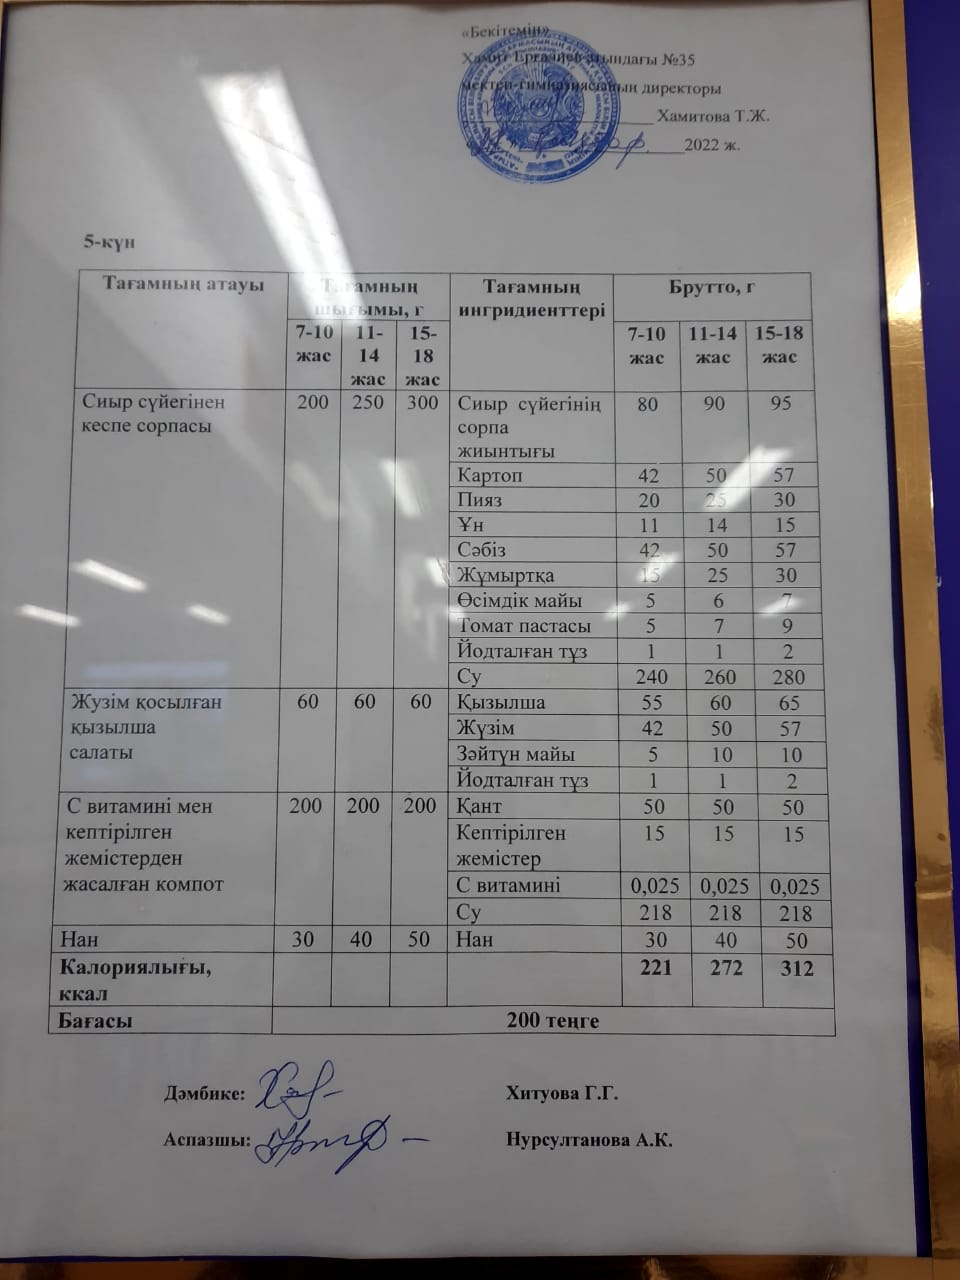 «Бекітемін»
Хамит Ерғалиев атындағы №35
мектеп-гимназиясының директоры
____________________ Хамитова Т.Ж.
2022 ж.
5-күн
Тағамның атауы Тағамның шығымы, г Тағамның ингридиенттері Брутто, г
7-10 жас 11-14 жас 15-18 жас 7-10 жас 11-14 жас 15-18 жас
Сиыр сүйегінен кеспе сорпасы 200 250 300 Сиыр сүйегінің сорпа жиынтығы 80 90 95
Картоп 42 50 57
Пияз 20 25 30
Ұн 11 14 15
Сәбіз 42 50 57
Жұмыртқа 15 25 30
Өсімдік майы 5 6 7
Томат пастасы 5 7 9
Йодталған тұз 1 1 2
Су 240 260 280
Жузім қосылған қызылша салаты 60 60 60 Қызылша 55 60 65
Жүзім 42 50 57
Зәйтүн майы 5 10 10
Йодталған тұз 1 1 2
С витамині мен кептірілген жемістерден жасалған компот 200 200 200 Қант 50 50 50
Кептірілген жемістер 15 15 15
С витамині 0,025 0,025 0,025
Су 218 218 218
Нан 30 40 50 Нан 30 40 50
Калориялығы, ккал 221 272 312
Бағасы 200 теңге
Дәмбике: Хитуова Г.Г.
Аспазшы: Нурсултанова А.К.